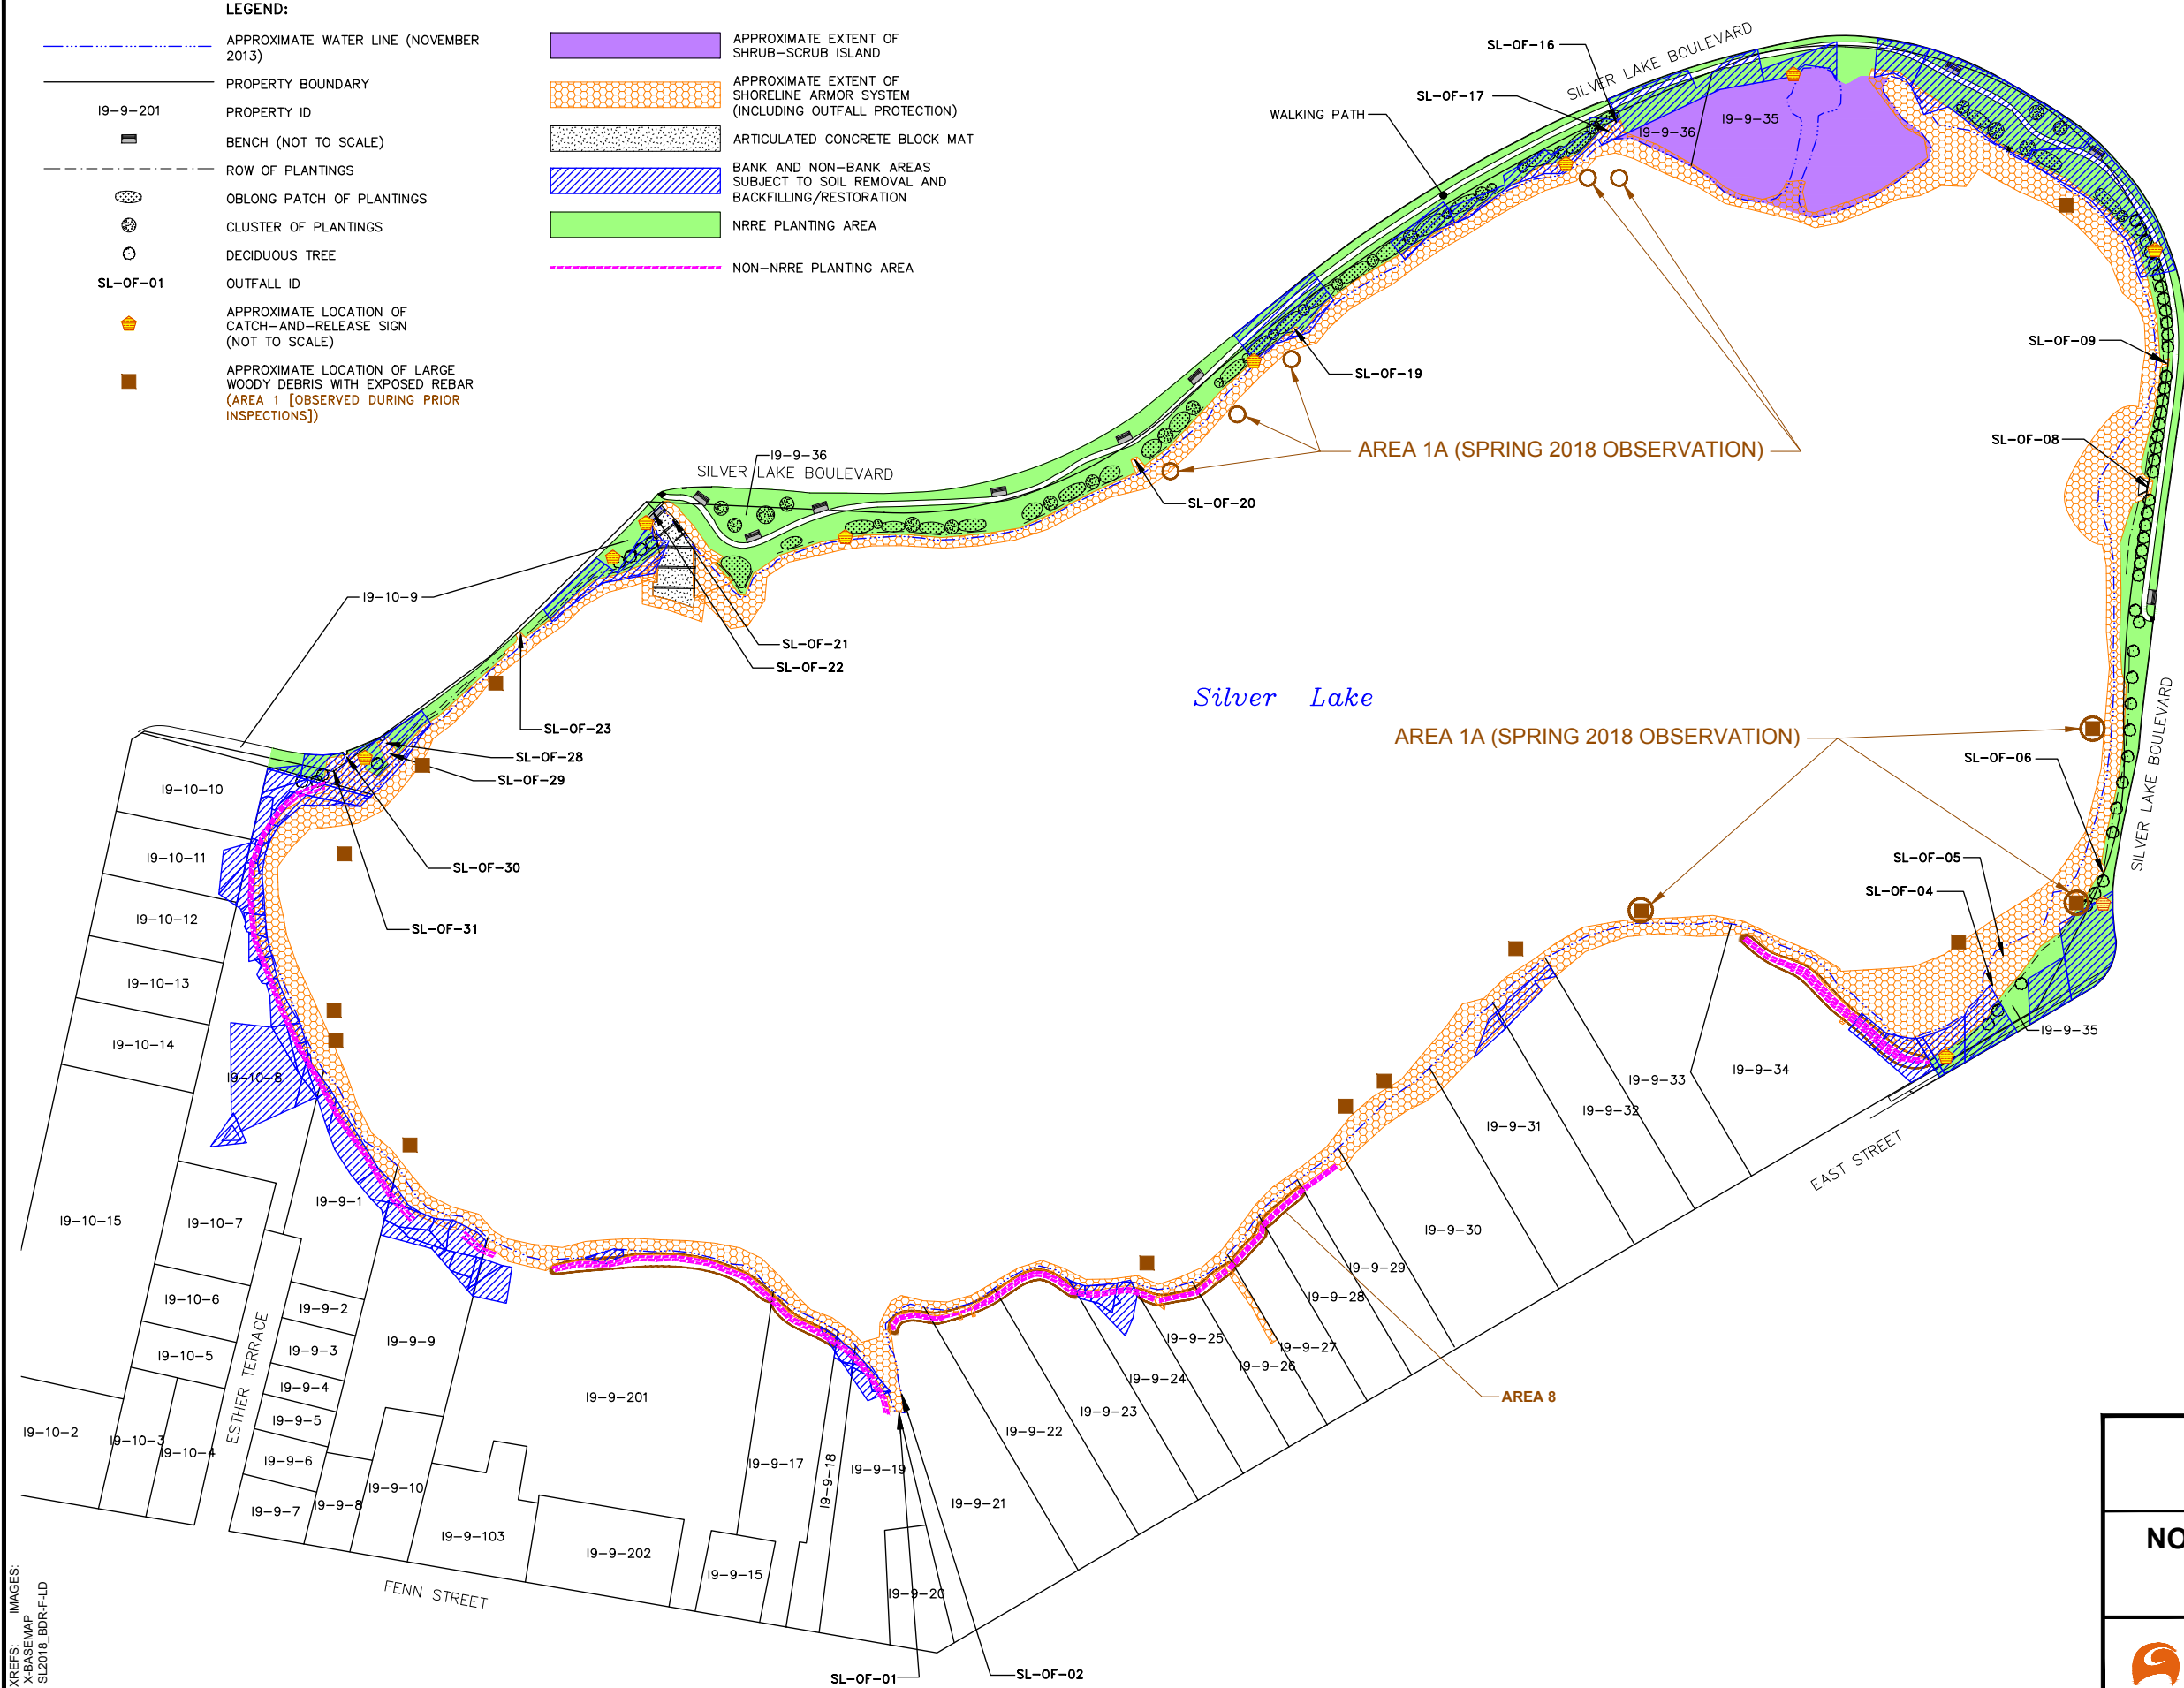 LEGEND:
APPROXIMATE WATER LINE (NOVEMBER
2013)
PROPERTY BOUNDARY
I9-9-201
PROPERTY ID
BENCH (NOT TO SCALE)
ROW OF PLANTINGS
OBLONG PATCH OF PLANTINGS
CLUSTER OF PLANTINGS
DECIDUOUS TREE
SL-OF-01
OUTFALL ID
APPROXIMATE LOCATION OF
CATCH-AND-RELEASE SIGN
(NOT TO SCALE)
APPROXIMATE LOCATION OF LARGE
WOODY DEBRIS WITH EXPOSED REBAR
(AREA 1 [OBSERVED DURING PRIOR
INSPECTIONS])
APPROXIMATE EXTENT OF
SHRUB-SCRUB ISLAND
APPROXIMATE EXTENT OF
SHORELINE ARMOR SYSTEM
(INCLUDING OUTFALL PROTECTION)
ARTICULATED CONCRETE BLOCK MAT
BANK AND NON-BANK AREAS
SUBJECT TO SOIL REMOVAL AND
BACKFILLING/RESTORATION
NRRE PLANTING AREA
NON-NRRE PLANTING AREA
SL-OF-16
SILVER LAKE BOULEVARD
SL-OF-17
WALKING PATH
I9-9-35
I9-9-36
SL-OF-09
SL-OF-19
SL-OF-08
AREA 1A (SPRING 2018 OBSERVATION)
I9-9-36
SILVER LAKE BOULEVARD
SL-OF-20
I9-10-9
SL-OF-21
SL-OF-22
Silver Lake
SL-OF-23
AREA 1A (SPRING 2018 OBSERVATION)
SL-OF-28
SL-OF-29
SL-OF-06
SILVER LAKE BOULEVARD
I9-10-10
I9-10-11
SL-OF-30
SL-OF-05
SL-OF-04
I9-10-12
SL-OF-31
I9-10-13
I9-10-14
I9-9-35
I9-10-8
I9-9-34
I9-9-33
I9-9-32
I9-9-31
EAST STREET
I9-9-1
I9-10-15
I9-10-7
I9-9-30
I9-9-29
I9-10-6
I9-9-2
I9-9-28
I9-9-9
I9-9-25
I9-9-27
I9-10-5
I9-9-3
I9-9-26
ESTHER TERRACE
I9-9-4
I9-9-201
I9-9-24
AREA 8
I9-9-5
I9-9-23
I9-10-2
I9-10-3
I9-10-4
I9-9-22
I9-9-6
I9-9-17
I9-9-18
I9-9-19
I9-9-10
I9-9-7
I9-9-8
I9-9-21
I9-9-103
I9-9-202
I9-9-15
I9-9-20
FENN STREET
SL-OF-01
SL-OF-02
NO
XREFS:
IMAGES:
X-BASEMAP
SL2018_BDR-F-LD